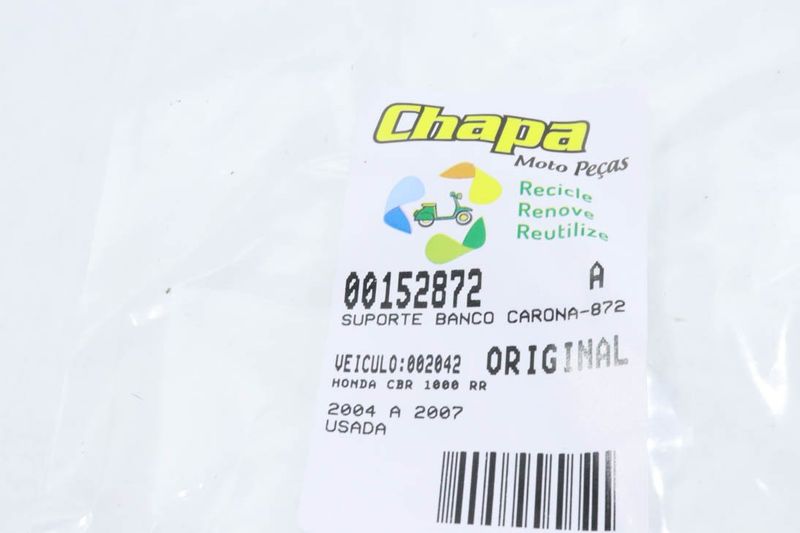 Chapa
Moto Peças
Recicle
Renove
Reutilize
00152872 A
SUPORTE BANCO CARONA-872
VEICULO:002042 ORIGINAL
HONDA CBR 1000 RR
2004 A 2007
USADA